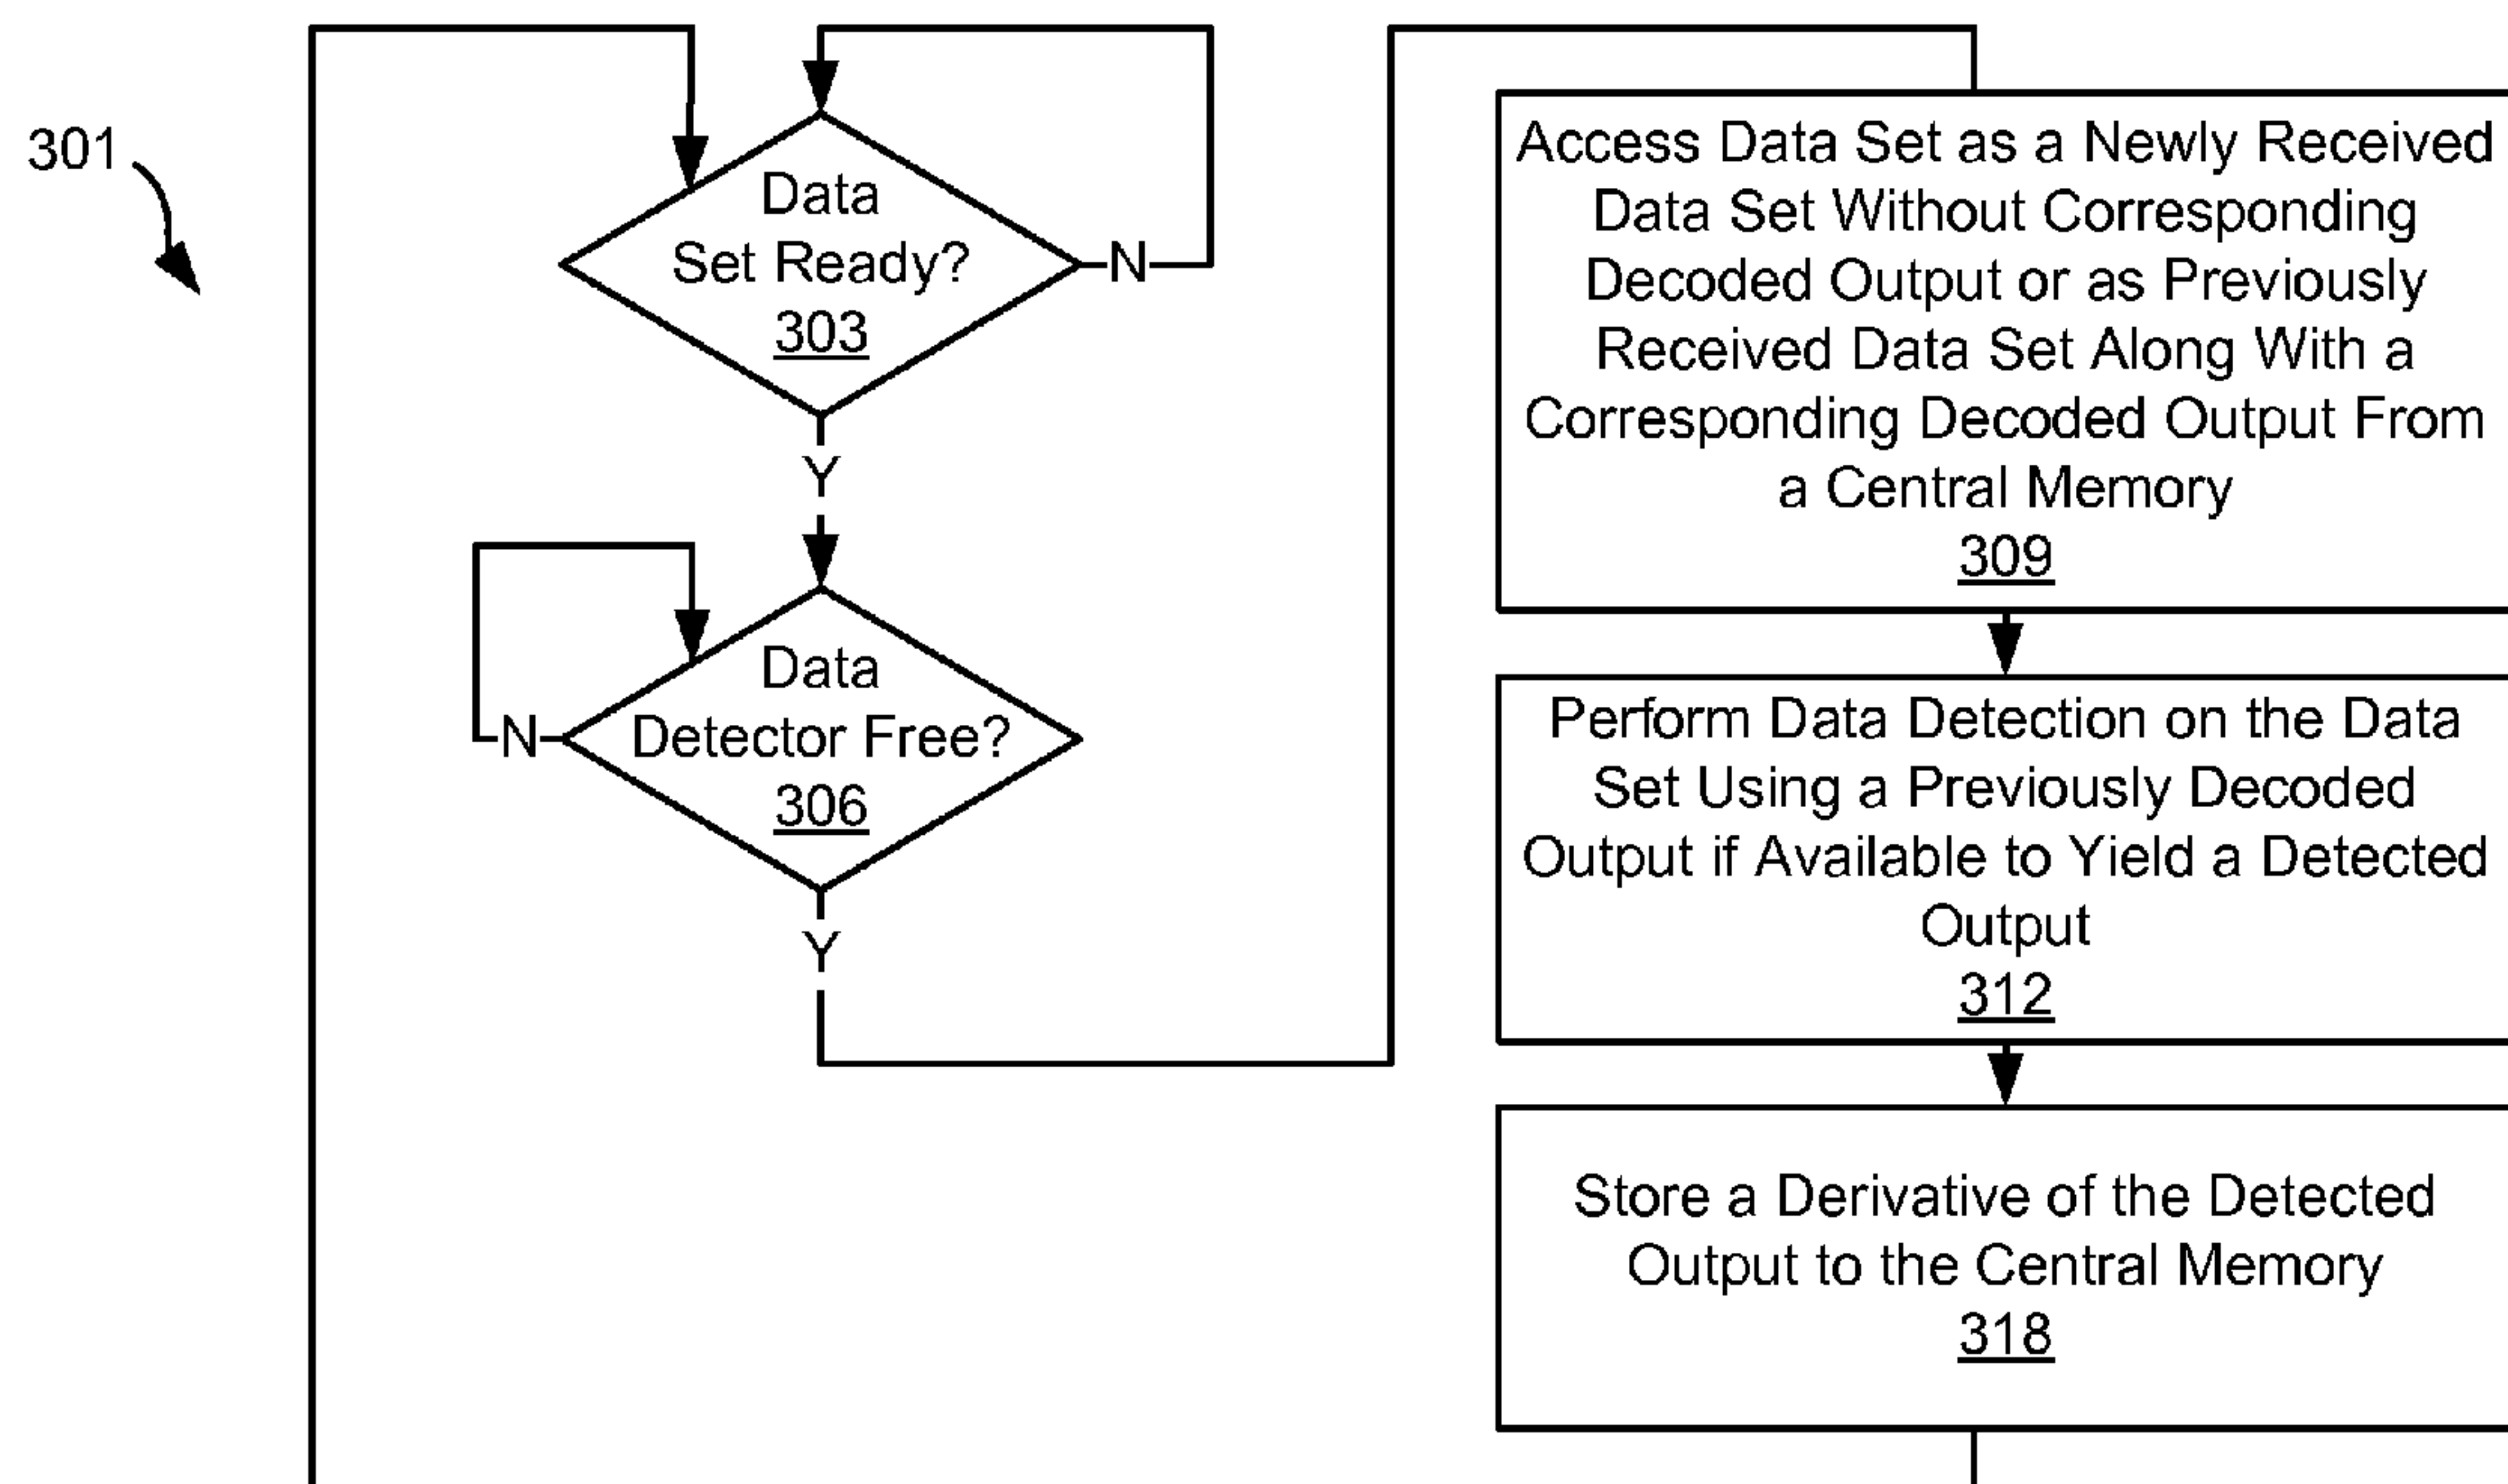 301
Data
Set Ready?
303
N
Y
Data
Detector Free?
306
N
Y
Access Data Set as a Newly Received
Data Set Without Corresponding
Decoded Output or as Previously
Received Data Set Along With a
Corresponding Decoded Output From
a Central Memory
309
Perform Data Detection on the Data
Set Using a Previously Decoded
Output if Available to Yield a Detected
Output
312
Store a Derivative of the Detected
Output to the Central Memory
318